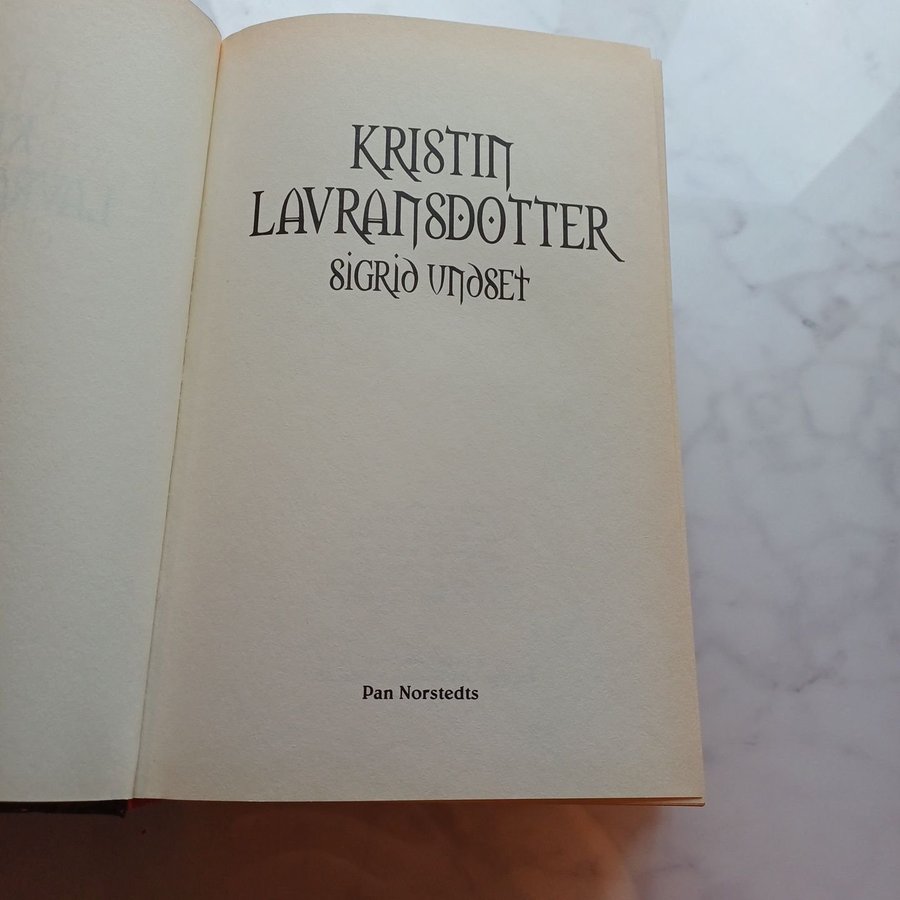 KRISTIN
LAVRANSDOTTER
SIGRID UNDSET
Pan Norstedts